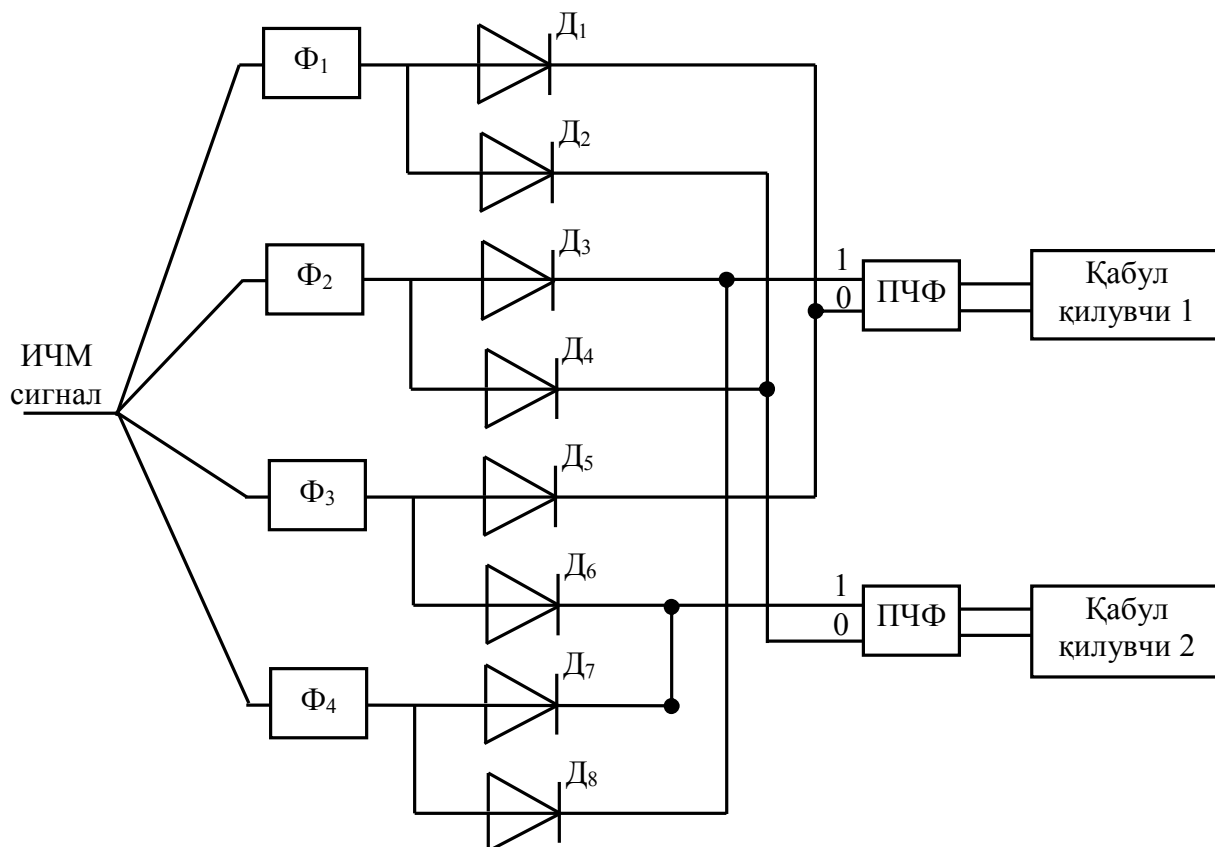 Ф₁
Д₁
Д₂
Ф₂
Д₃
Д₄
ИЧМ
сигнал
Ф₃
Д₅
Д₆
Ф₄
Д₇
Д₈
1
0
ПЧФ
Қабул
қилувчи 1
1
0
ПЧФ
Қабул
қилувчи 2